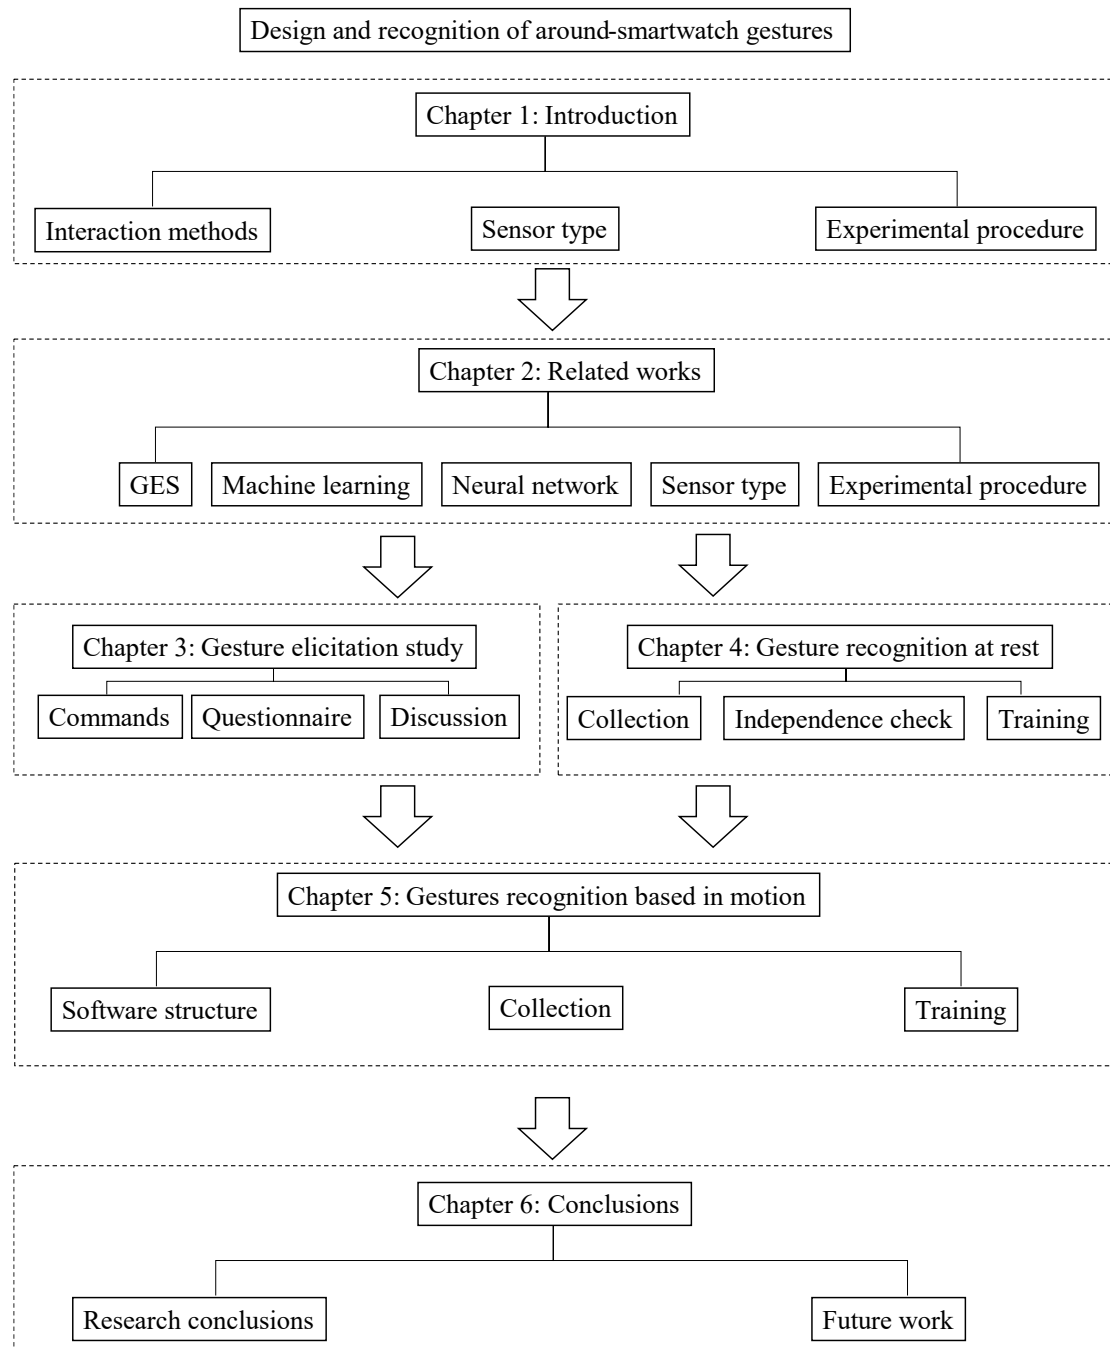 Design and recognition of around-smartwatch gestures
Chapter 1: Introduction
Interaction methods
Sensor type
Experimental procedure
Chapter 2: Related works
GES
Machine learning
Neural network
Sensor type
Experimental procedure
Chapter 3: Gesture elicitation study
Commands
Questionnaire
Discussion
Chapter 4: Gesture recognition at rest
Collection
Independence check
Training
Chapter 5: Gestures recognition based in motion
Software structure
Collection
Training
Chapter 6: Conclusions
Research conclusions
Future work